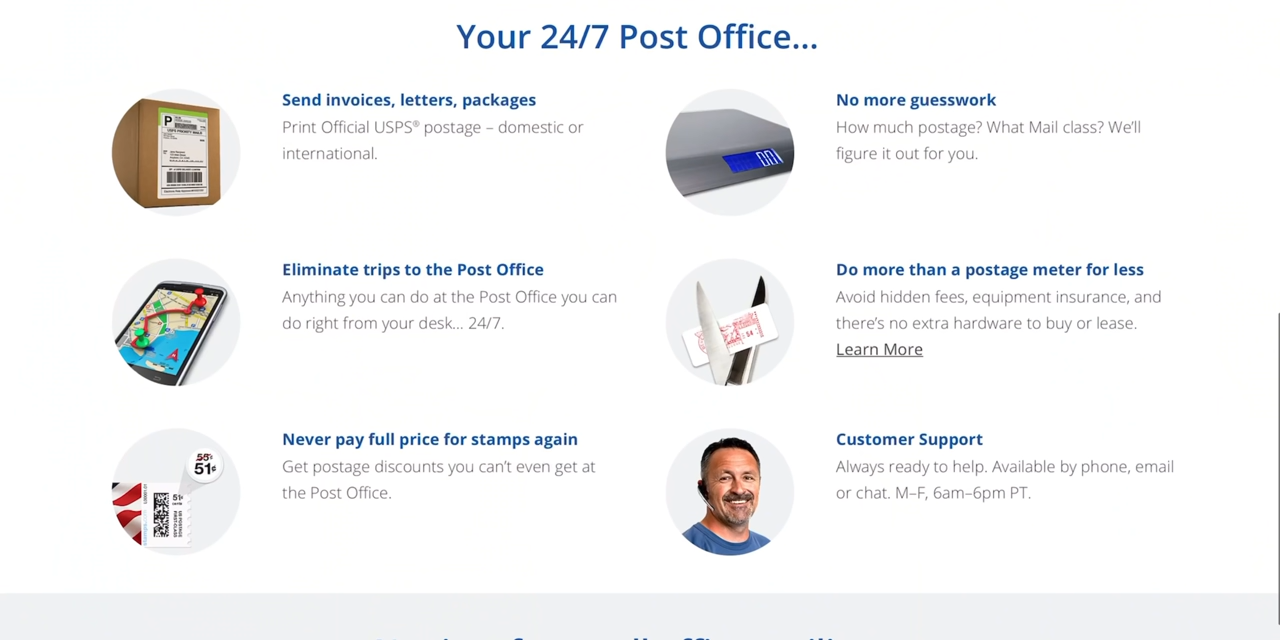 Your 24/7 Post Office...
Send invoices, letters, packages
Print Official USPS® postage – domestic or
international.
No more guesswork
How much postage? What Mail class? We'll
figure it out for you.
Eliminate trips to the Post Office
Anything you can do at the Post Office you can
do right from your desk... 24/7.
Do more than a postage meter for less
Avoid hidden fees, equipment insurance, and
there's no extra hardware to buy or lease.
Learn More
55¢
51¢
Never pay full price for stamps again
Get postage discounts you can't even get at
the Post Office.
Customer Support
Always ready to help. Available by phone, email
or chat. M–F, 6am–6pm PT.